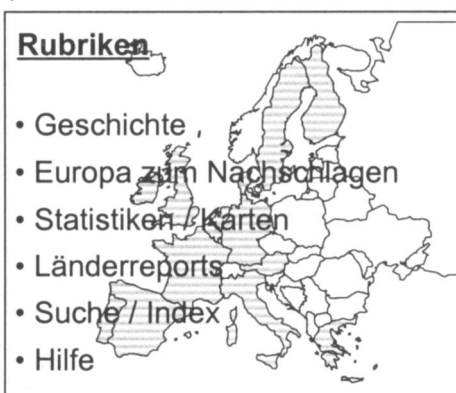 Rubriken
• Geschichte
• Europa zum Nachschlagen
• Statistiken / Karten
• Länderreports
• Suche / Index
• Hilfe